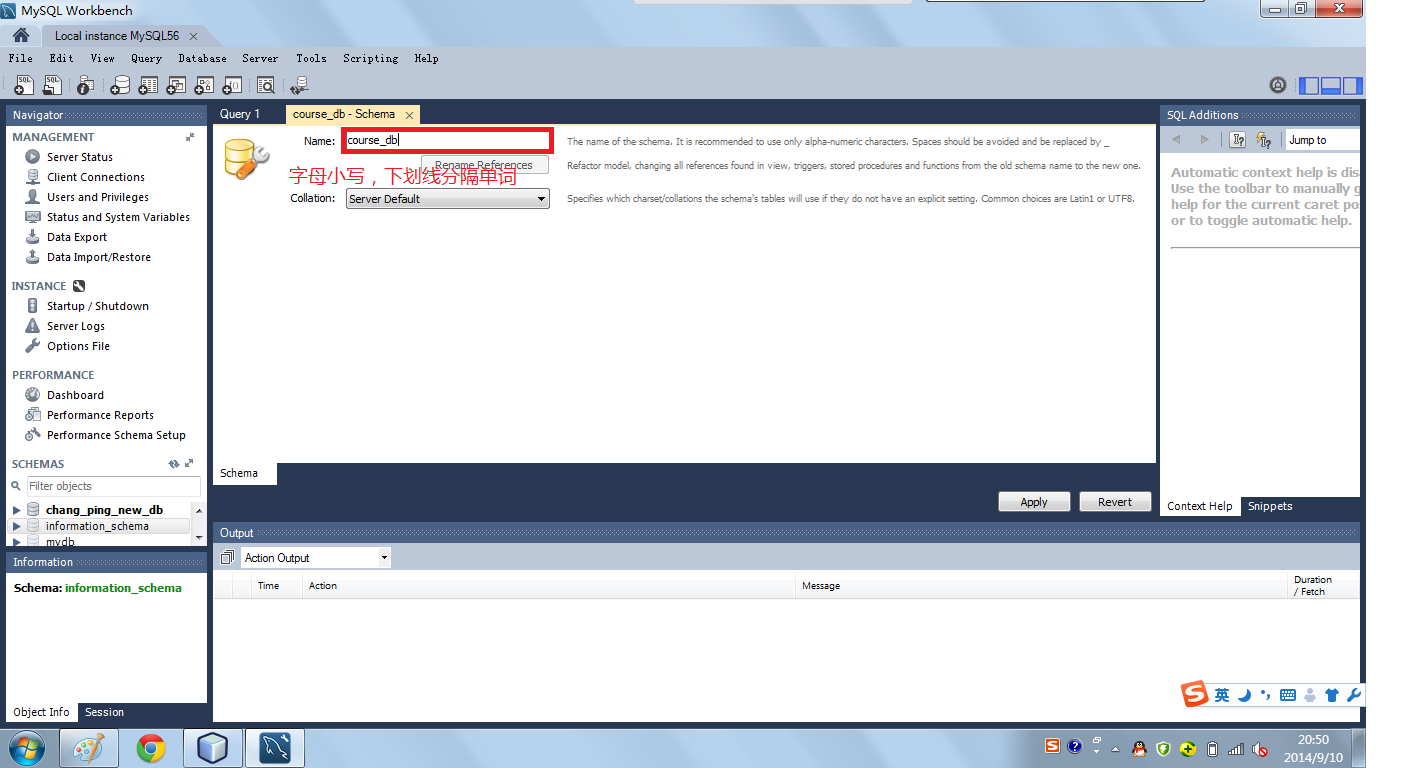 MySQL Workbench
Local instance MySQL56
File Edit View Query Database Server Tools Scripting Help
Navigator
MANAGEMENT
Server Status
Client Connections
Users and Privileges
Status and System Variables
Data Export
Data Import/Restore
INSTANCE
Startup / Shutdown
Server Logs
Options File
PERFORMANCE
Dashboard
Performance Reports
Performance Schema Setup
SCHEMAS
Filter objects
chang_ping_new_db
information_schema
mydb
Information
Schema: information_schema
Object Info Session
Query 1 course_db - Schema
Name: course_db
The name of the schema. It is recommended to use only alpha-numeric characters. Spaces should be avoided and be replaced by _
Rename References
Refactor model, changing all references found in view, triggers, stored procedures and functions from the old schema name to the new one.
字母小写，下划线分隔单词
Collation: Server Default
Specifies which charset/collations the schema's tables will use if they do not have an explicit setting. Common choices are Latin1 or UTF8.
Schema
Apply Revert
SQL Additions
Jump to
Automatic context help is dis
Use the toolbar to manually g
help for the current caret po
or to toggle automatic help.
Context Help Snippets
Output
Action Output
Time Action Message Duration
/ Fetch
英
20:50
2014/9/10